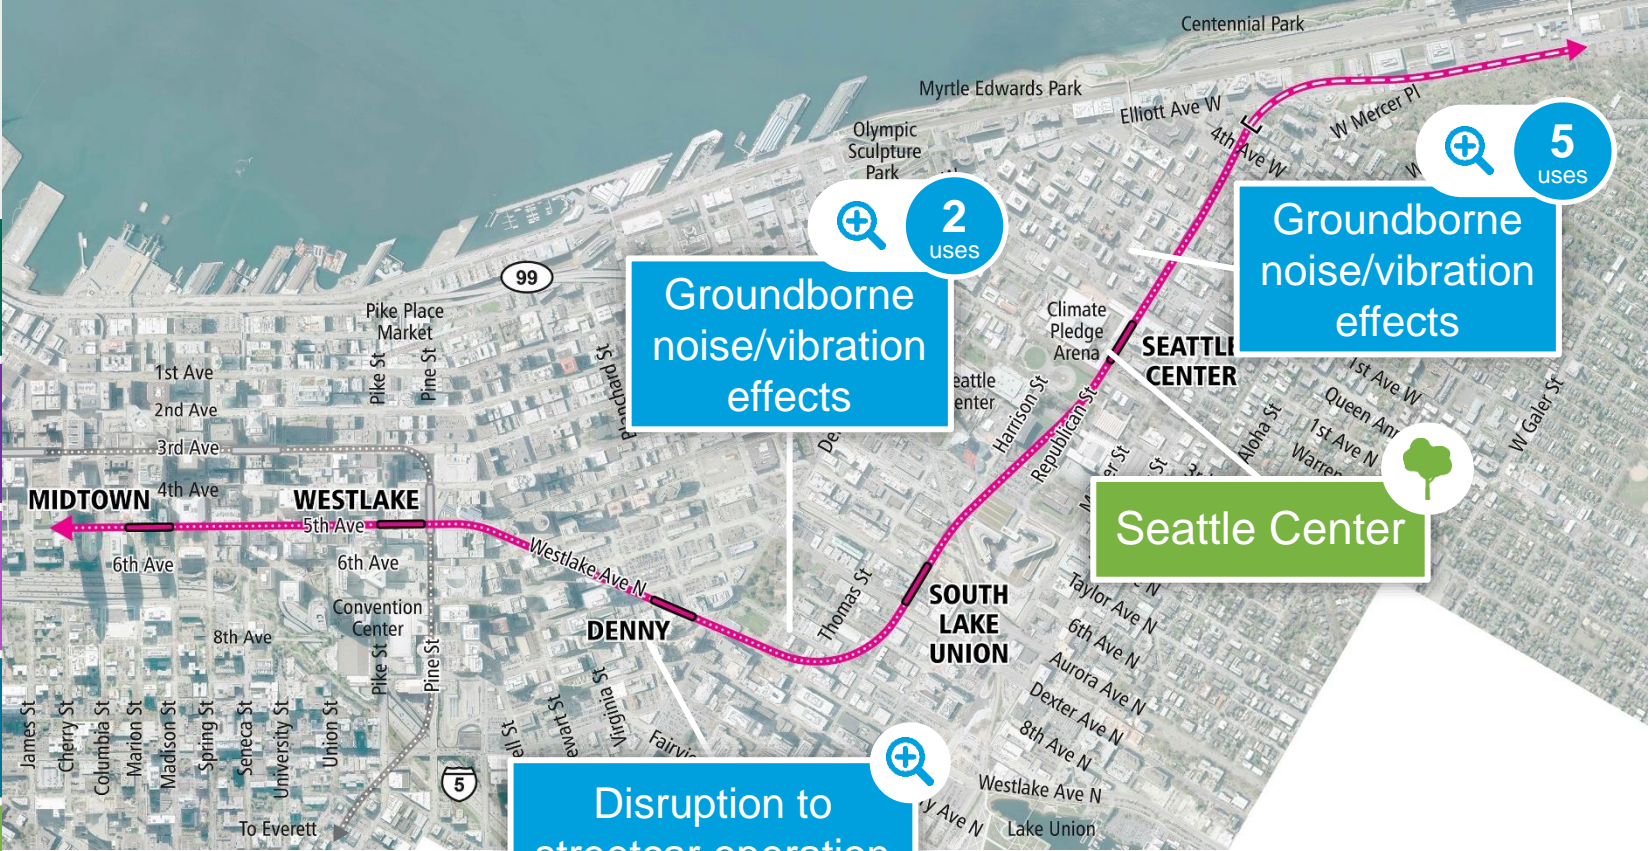 Centennial Park
Myrtle Edwards Park
Elliott Ave W
W Mercer Pl
4th Ave W
Olympic
Sculpture
Park
5
uses
Groundborne
noise/vibration
effects
2
uses
Groundborne
noise/vibration
effects
99
Pike Place
Market
Climate
Pledge
Arena
SEATTLE
CENTER
1st Ave
2nd Ave
3rd Ave
4th Ave
5th Ave
6th Ave
6th Ave
8th Ave
Pike St
Pine St
MIDTOWN
WESTLAKE
Westlake Ave N
Convention
Center
Pike St
Pine St
DENNY
Harrison St
Republican St
Thomas St
SOUTH
LAKE
UNION
1st Ave W
Queen Ann
1st Ave N
Warren
Aloha St
W Galer St
Seattle Center
Taylor Ave N
6th Ave N
Aurora Ave N
Dexter Ave N
8th Ave N
Westlake Ave N
Lake Union
James St
Cherry St
Columbia St
Marion St
Madison St
Spring St
Seneca St
University St
Union St
Virginia St
5
To Everett
Disruption to
streetcar operation